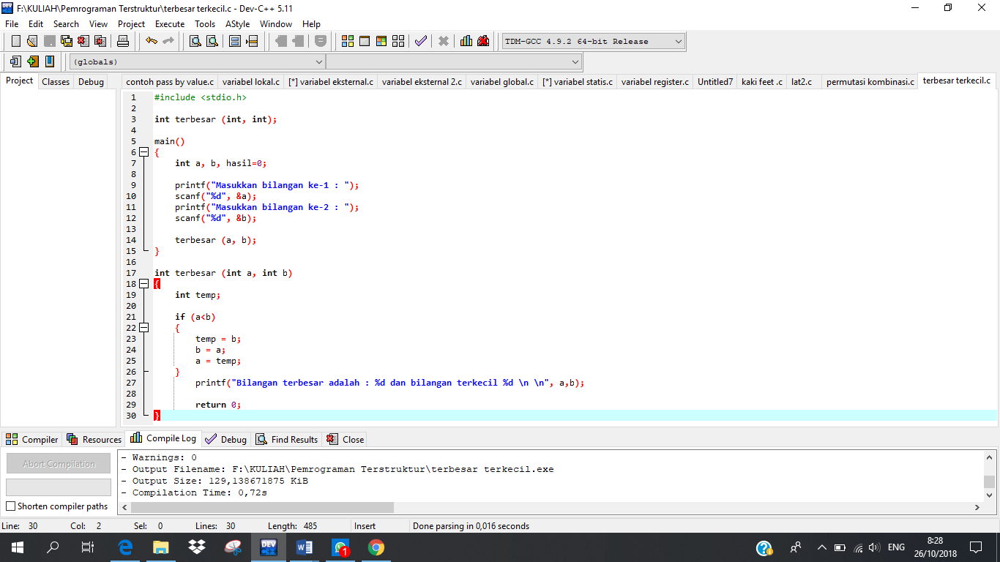 F:\KULIAH\Pemrograman Terstruktur\terbesar terkecil.c - Dev-C++ 5.11
File Edit Search View Project Execute Tools AStyle Window Help
TDM-GCC 4.9.2 64-bit Release
(globals)
Project Classes Debug
contoh pass by value.c variabel lokal.c [*] variabel eksternal.c variabel eksternal 2.c variabel global.c [*] variabel statis.c variabel register.c Untitled7 kaki feet .c lat2.c permutasi kombinasi.c terbesar terkecil.c
1 #include <stdio.h>
2
3 int terbesar (int, int);
4
5 main()
6 {
7 int a, b, hasil=0;
8
9 printf("Masukkan bilangan ke-1 : ");
10 scanf("%d", &a);
11 printf("Masukkan bilangan ke-2 : ");
12 scanf("%d", &b);
13
14 terbesar (a, b);
15 }
16
17 int terbesar (int a, int b)
18 {
19 int temp;
20
21 if (a<b)
22 {
23 temp = b;
24 b = a;
25 a = temp;
26 }
27 printf("Bilangan terbesar adalah : %d dan bilangan terkecil %d \n \n", a,b);
28
29 return 0;
30 }
Compiler Resources Compile Log Debug Find Results Close
Abort Compilation
Shorten compiler paths
- Warnings: 0
- Output Filename: F:\KULIAH\Pemrograman Terstruktur\terbesar terkecil.exe
- Output Size: 129,138671875 KiB
- Compilation Time: 0,72s
Line: 30 Col: 2 Sel: 0 Lines: 30 Length: 485 Insert Done parsing in 0,016 seconds
DEV
1
ENG
8:28
26/10/2018